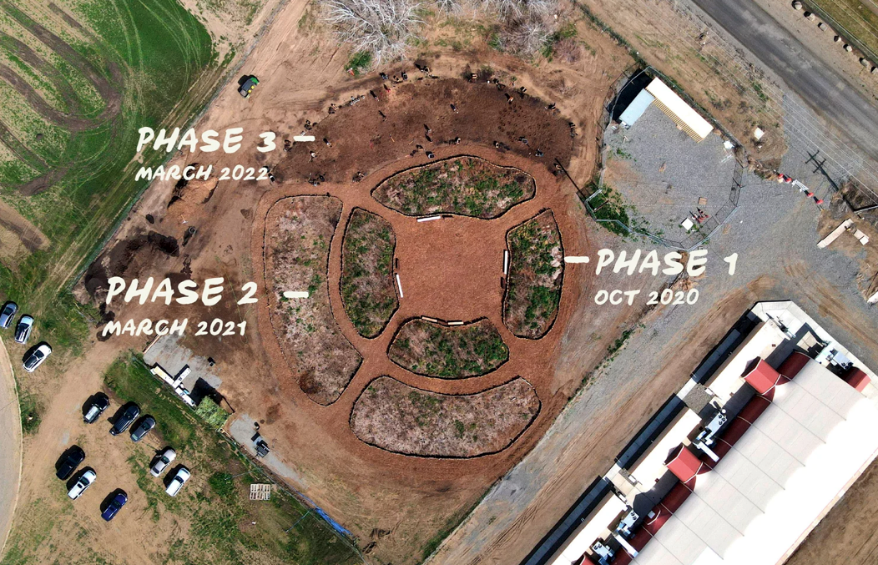 PHASE 3
MARCH 2022
PHASE 2
MARCH 2021
PHASE 1
OCT 2020